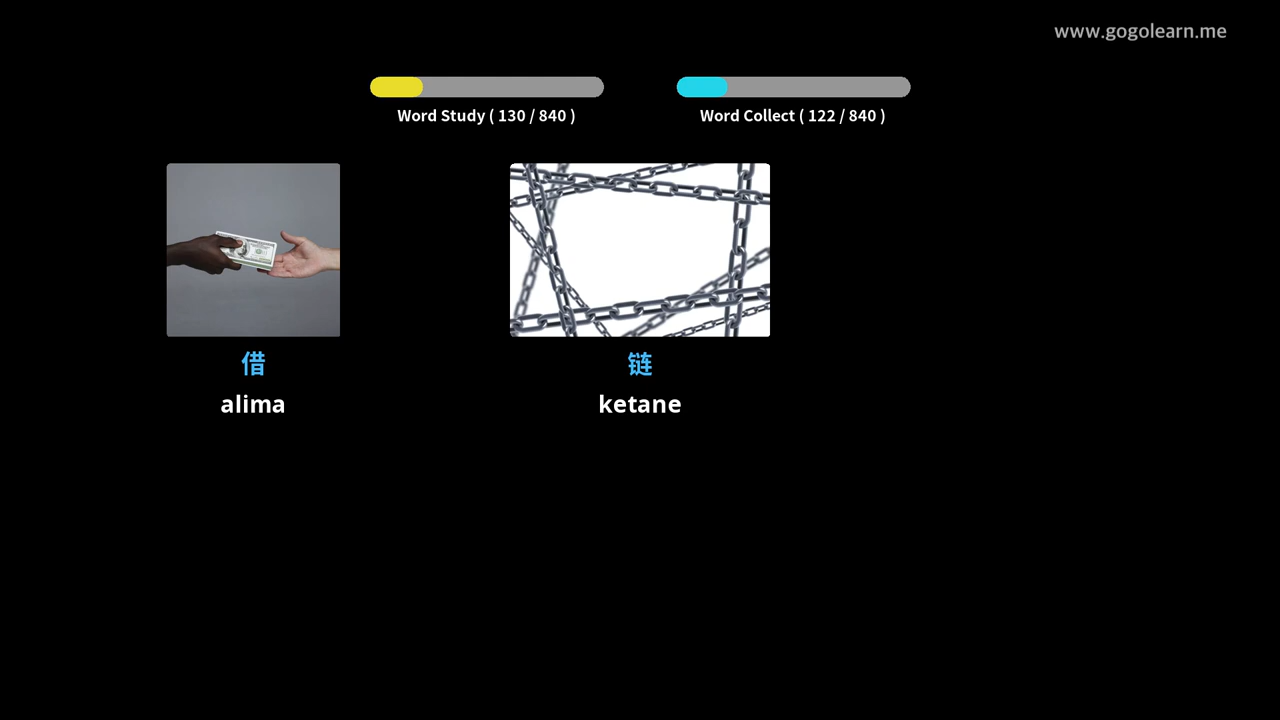 www.gogolearn.me
Word Study ( 130 / 840 )
Word Collect ( 122 / 840 )
借
alima
链
ketane